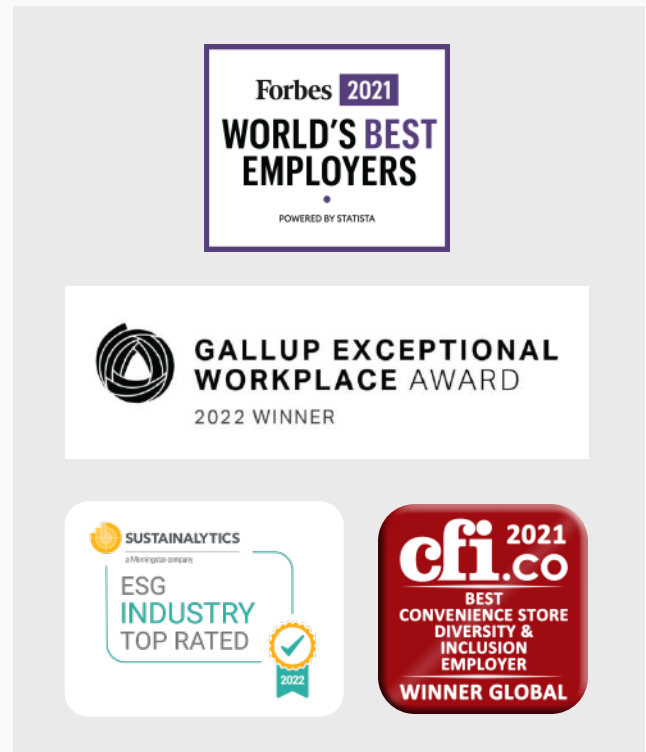 Forbes 2021
WORLD'S BEST
EMPLOYERS
POWERED BY STATISTA
GALLUP EXCEPTIONAL
WORKPLACE AWARD
2022 WINNER
SUSTAINALYTICS
a Morningstar company
ESG
INDUSTRY
TOP RATED
2022
cfi.co 2021
BEST
CONVENIENCE STORE
DIVERSITY &
INCLUSION
EMPLOYER
WINNER GLOBAL